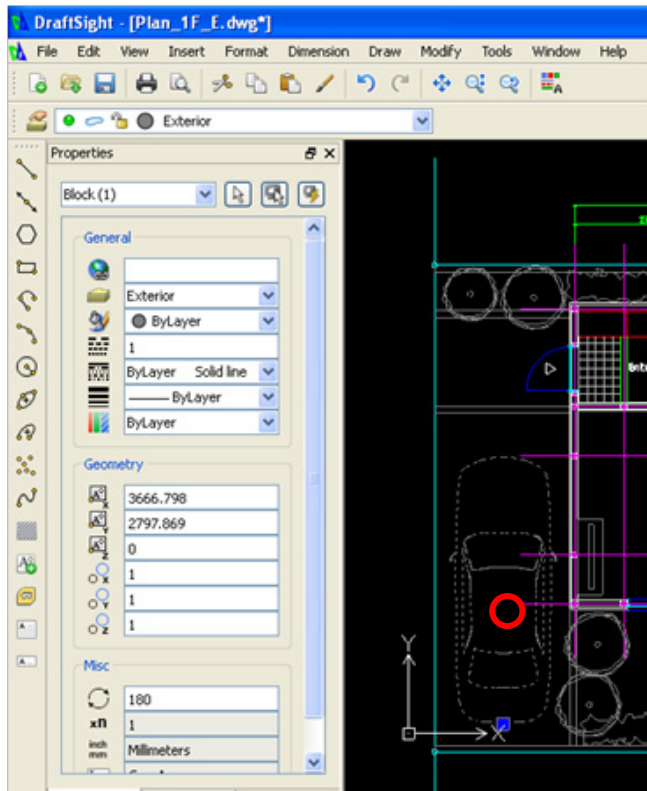 DraftSight - [Plan_1F_E.dwg*]
File Edit View Insert Format Dimension Draw Modify Tools Window Help
Exterior
Properties
Block (1)
General
Exterior
ByLayer
1
ByLayer Solid line
ByLayer
ByLayer
Geometry
3666.798
2797.869
0
1
1
1
Misc
180
xn 1
inch
mm Millimeters
Y
X